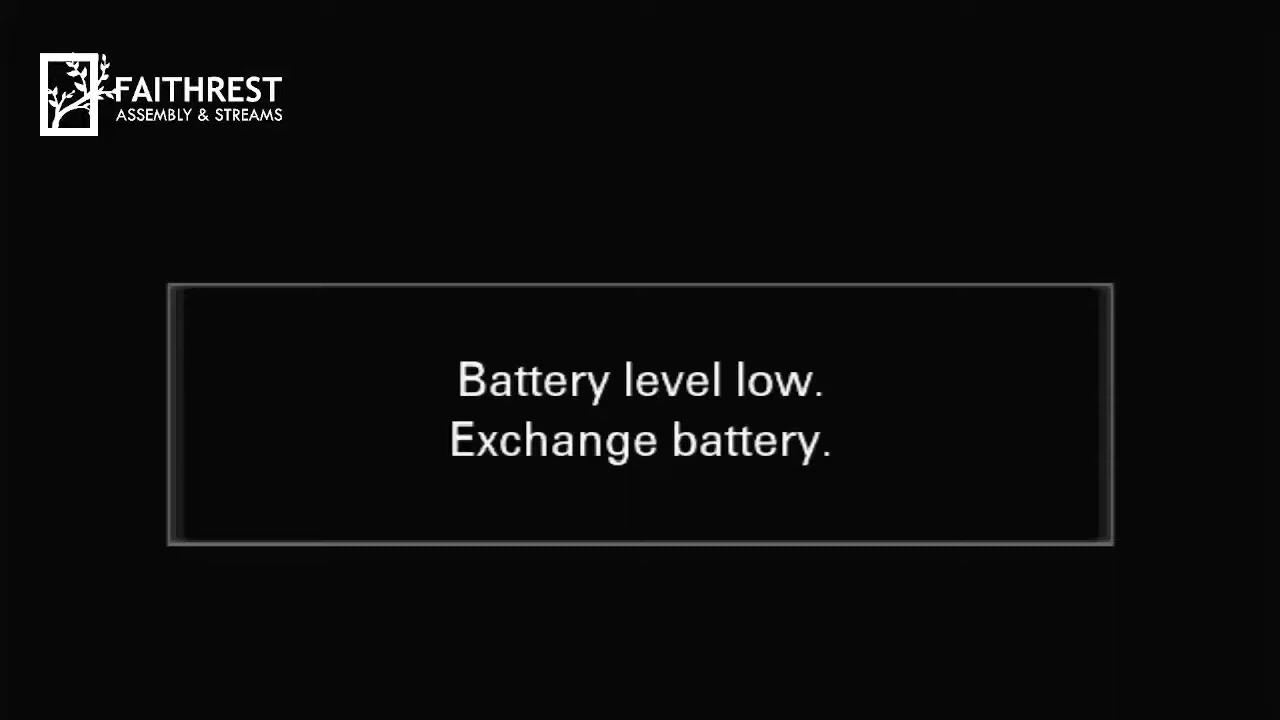 FAITHREST
ASSEMBLY & STREAMS
Battery level low.
Exchange battery.